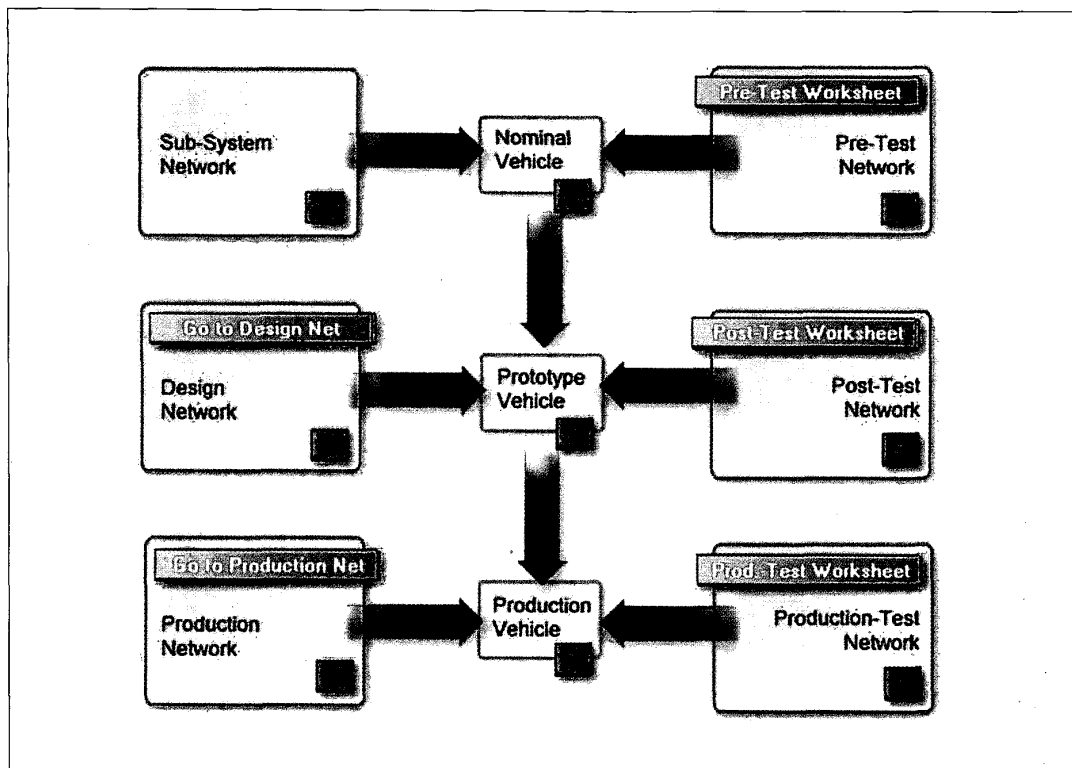 Sub-System
Network
Nominal
Vehicle
Pre-Test Worksheet
Pre-Test
Network
Go to Design Net
Design
Network
Prototype
Vehicle
Post-Test Worksheet
Post-Test
Network
Go to Production Net
Production
Network
Production
Vehicle
Prod.-Test Worksheet
Production-Test
Network